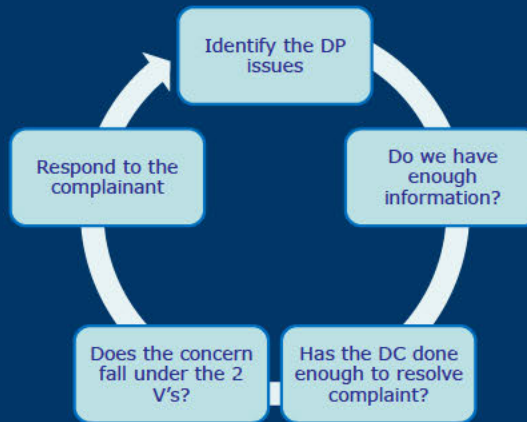 Identify the DP
issues
Do we have
enough
information?
Has the DC done
enough to resolve
complaint?
Does the concern
fall under the 2
V's?
Respond to the
complainant